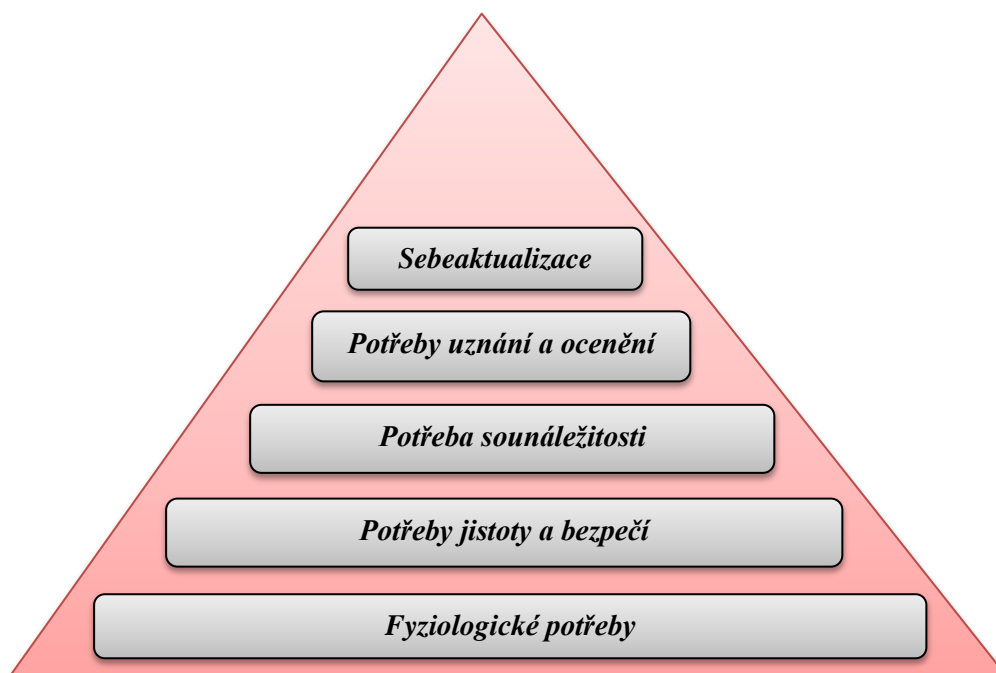 Sebeaktualizace
Potřeby uznání a ocenění
Potřeba sounáležitosti
Potřeby jistoty a bezpečí
Fyziologické potřeby